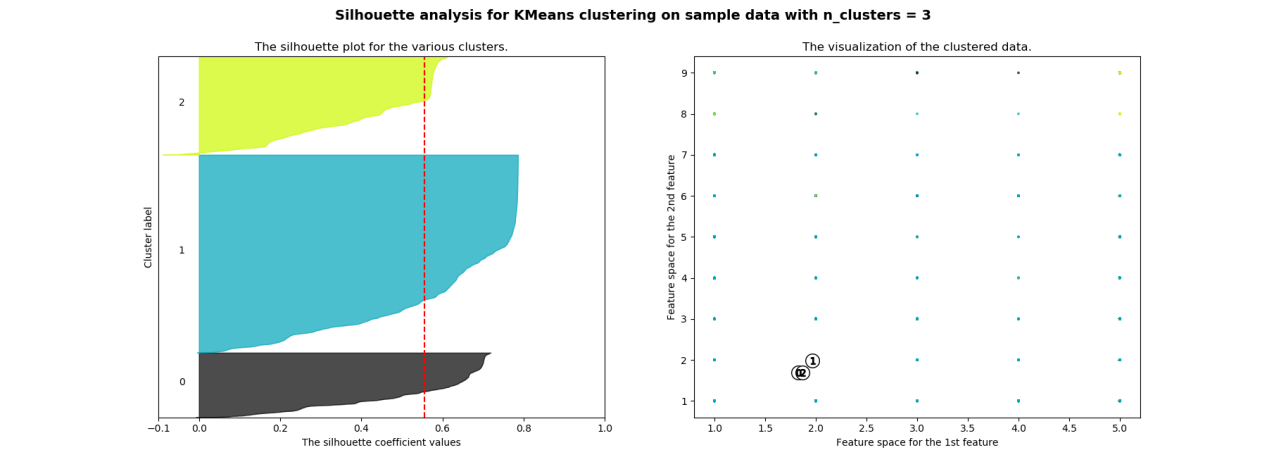 Silhouette analysis for KMeans clustering on sample data with n_clusters = 3
The silhouette plot for the various clusters.
2
1
0
Cluster label
−0.1 0.0 0.2 0.4 0.6 0.8 1.0
The silhouette coefficient values
The visualization of the clustered data.
9
8
7
6
5
4
3
2
1
Feature space for the 2nd feature
1
0 2
1.0 1.5 2.0 2.5 3.0 3.5 4.0 4.5 5.0
Feature space for the 1st feature